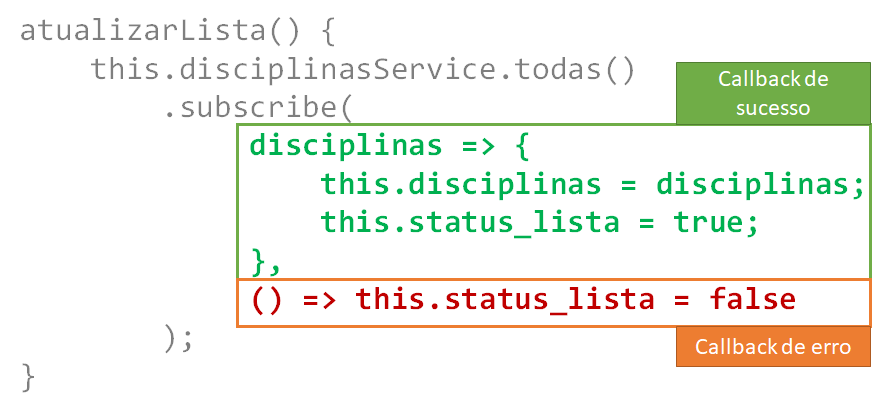 atualizarLista() {
    this.disciplinasService.todas()
        .subscribe(
Callback de
sucesso
            disciplinas => {
                this.disciplinas = disciplinas;
                this.status_lista = true;
            },
            () => this.status_lista = false
        );
Callback de erro
}